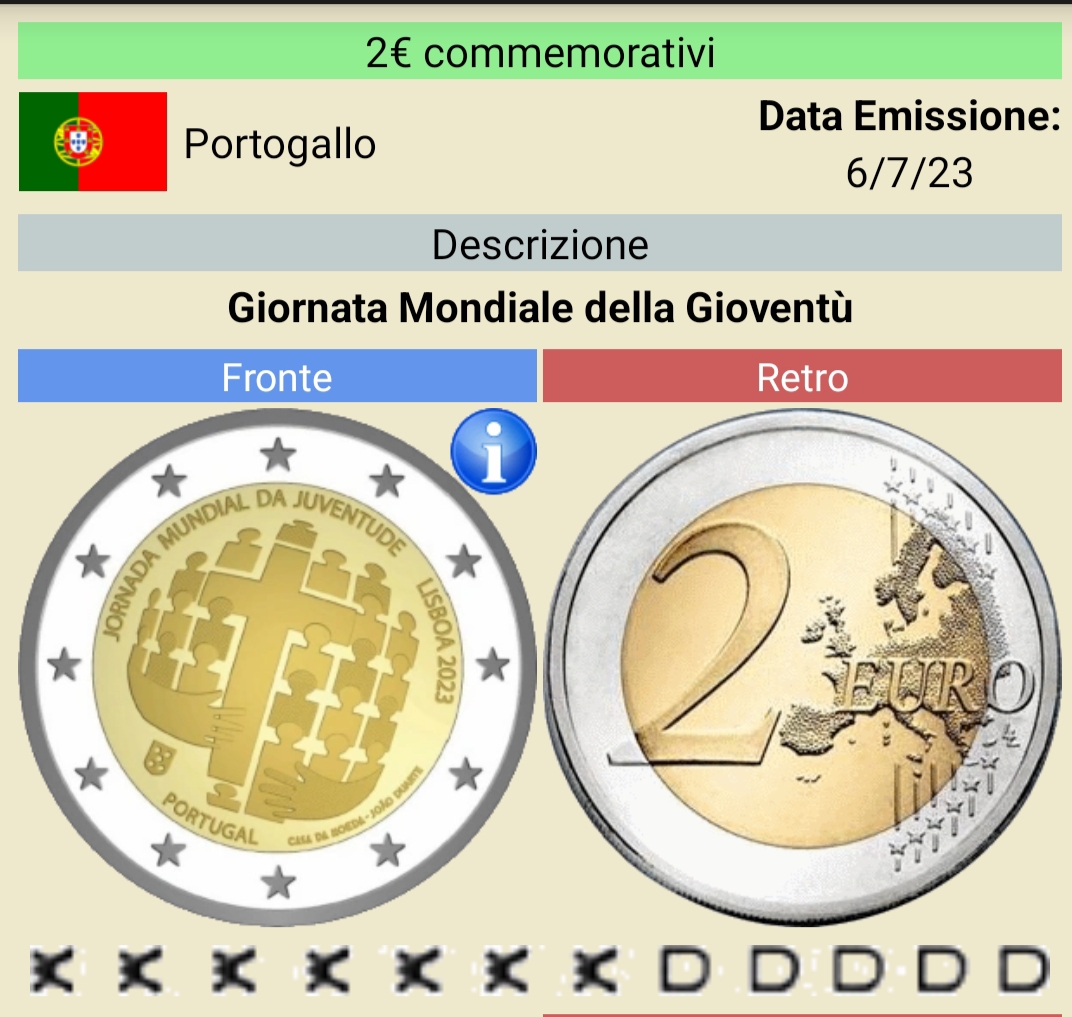 2€ commemorativi
Portogallo
Data Emissione:
6/7/23
Descrizione
Giornata Mondiale della Gioventù
Fronte
Retro
i
JORNADA MUNDIAL DA JUVENTUDE
LISBOA 2023
PORTUGAL
CASA DA MOEDA - JOÃO DUARTE
2
EURO
LL